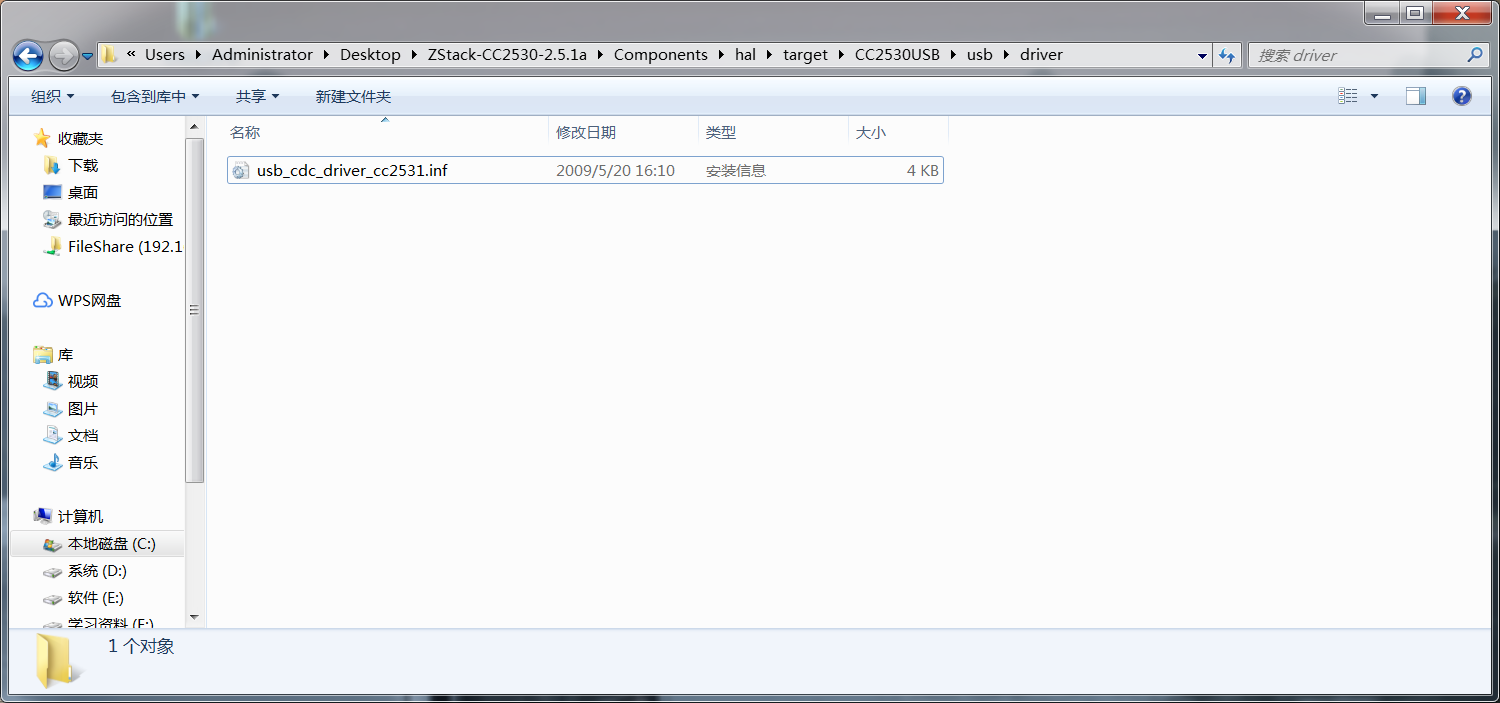 « Users Administrator Desktop ZStack-CC2530-2.5.1a Components hal target CC2530USB usb driver 搜索 driver
组织 包含到库中 共享 新建文件夹
名称 修改日期 类型 大小
usb_cdc_driver_cc2531.inf 2009/5/20 16:10 安装信息 4 KB
收藏夹
下载
桌面
最近访问的位置
FileShare (192.1
WPS网盘
库
视频
图片
文档
音乐
计算机
本地磁盘 (C:)
系统 (D:)
软件 (E:)
学习资料 (F:)
1 个对象